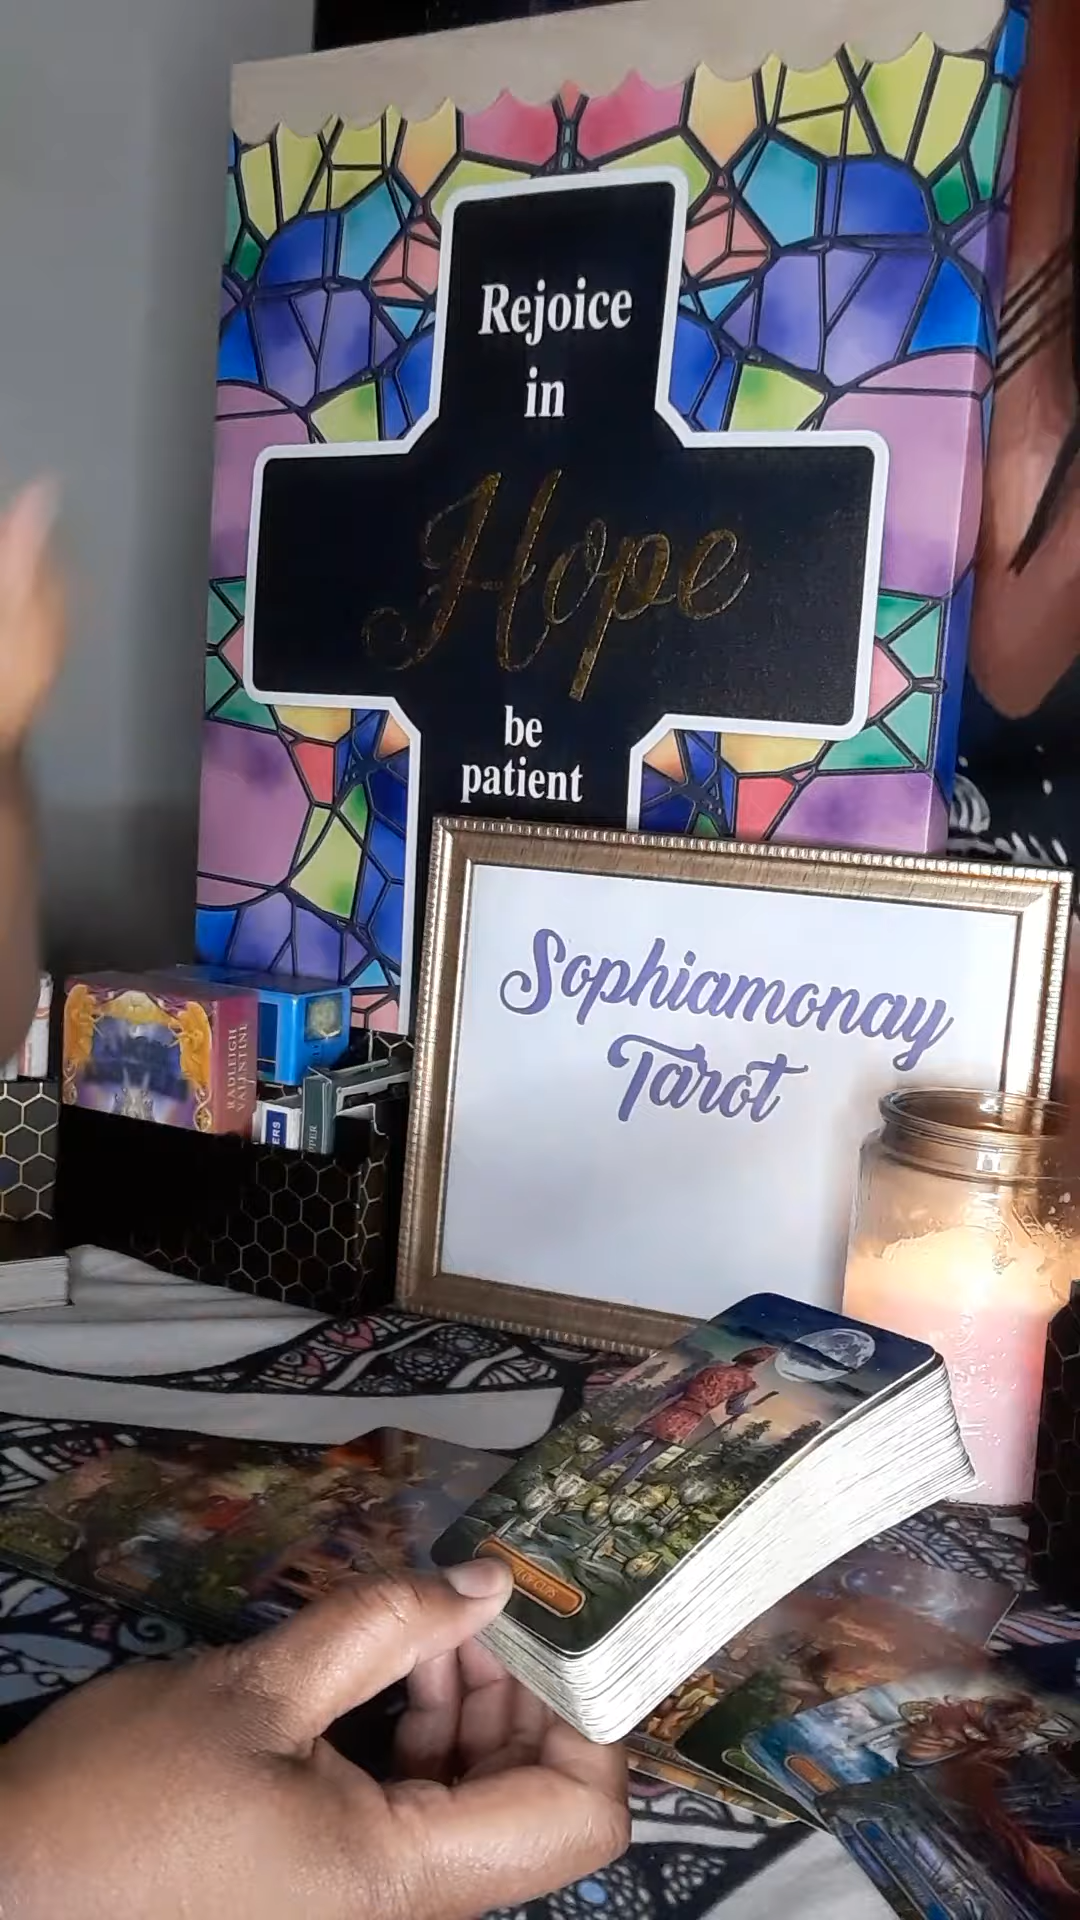 Rejoice
in
Hope
be
patient
Sophiamonay
Tarot
RADLEIGH
VALENTINE